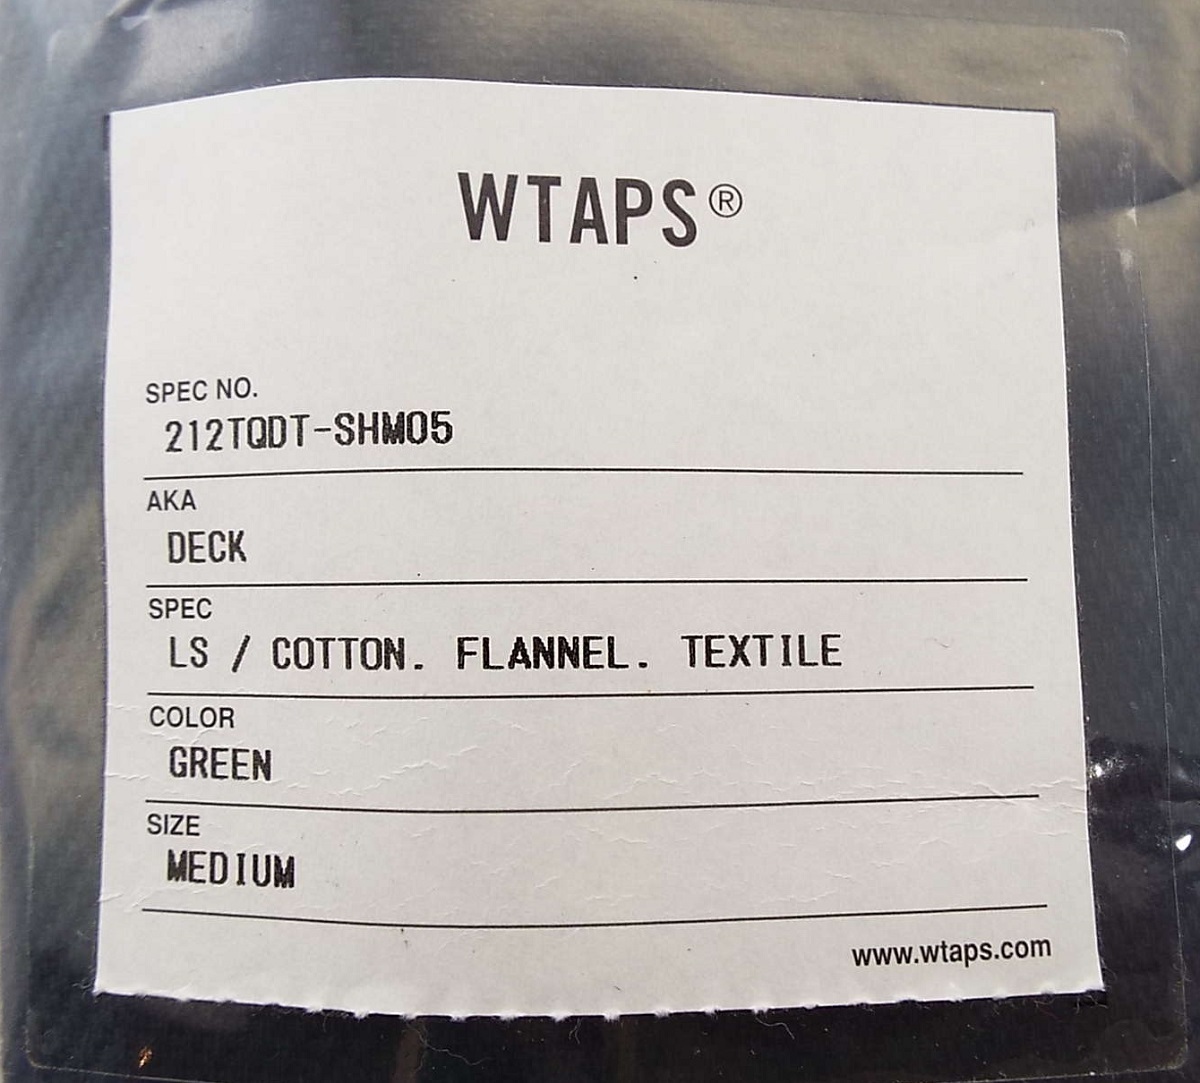 WTAPS®
SPEC NO.
212TQDT-SHM05
AKA
DECK
SPEC
LS / COTTON. FLANNEL. TEXTILE
COLOR
GREEN
SIZE
MEDIUM
www.wtaps.com